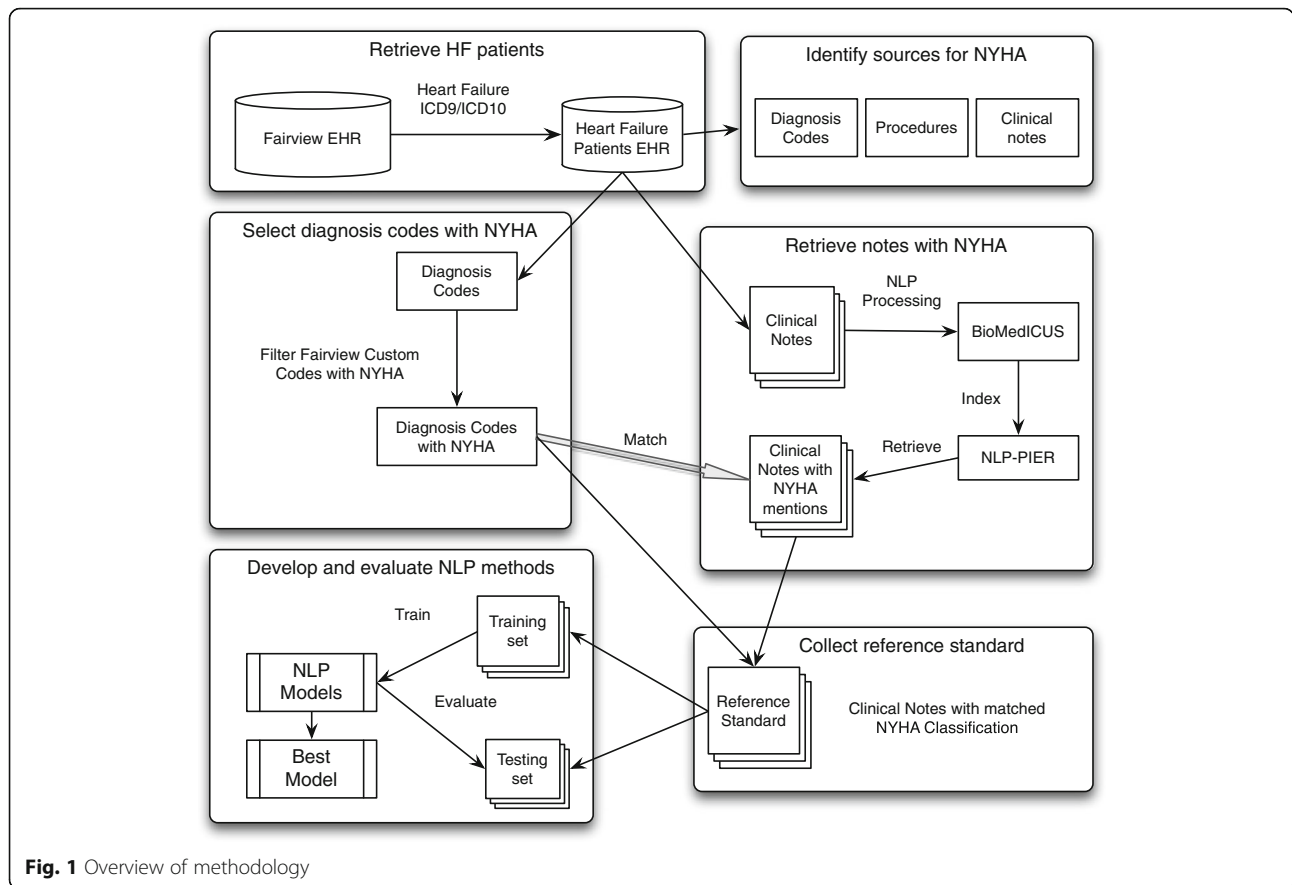 Retrieve HF patients
Heart Failure
ICD9/ICD10
Fairview EHR
Heart Failure
Patients EHR
Identify sources for NYHA
Diagnosis
Codes
Procedures
Clinical
notes
Select diagnosis codes with NYHA
Diagnosis
Codes
Filter Fairview Custom
Codes with NYHA
Diagnosis Codes
with NYHA
Match
Retrieve notes with NYHA
NLP
Processing
Clinical
Notes
BioMedICUS
Index
Retrieve
NLP-PIER
Clinical
Notes with
NYHA
mentions
Develop and evaluate NLP methods
Train
Training
set
NLP
Models
Evaluate
Best
Model
Testing
set
Collect reference standard
Reference
Standard
Clinical Notes with matched
NYHA Classification
Fig. 1 Overview of methodology